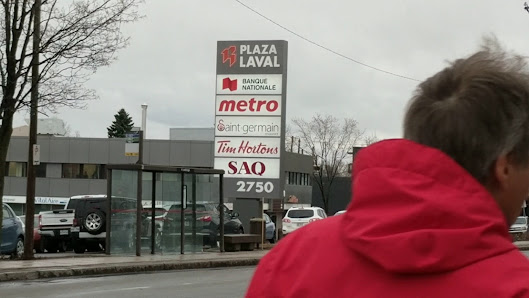 PLAZA
LAVAL
BANQUE
NATIONALE
metro
Saint-germain
Tim Hortons
SAQ
2750